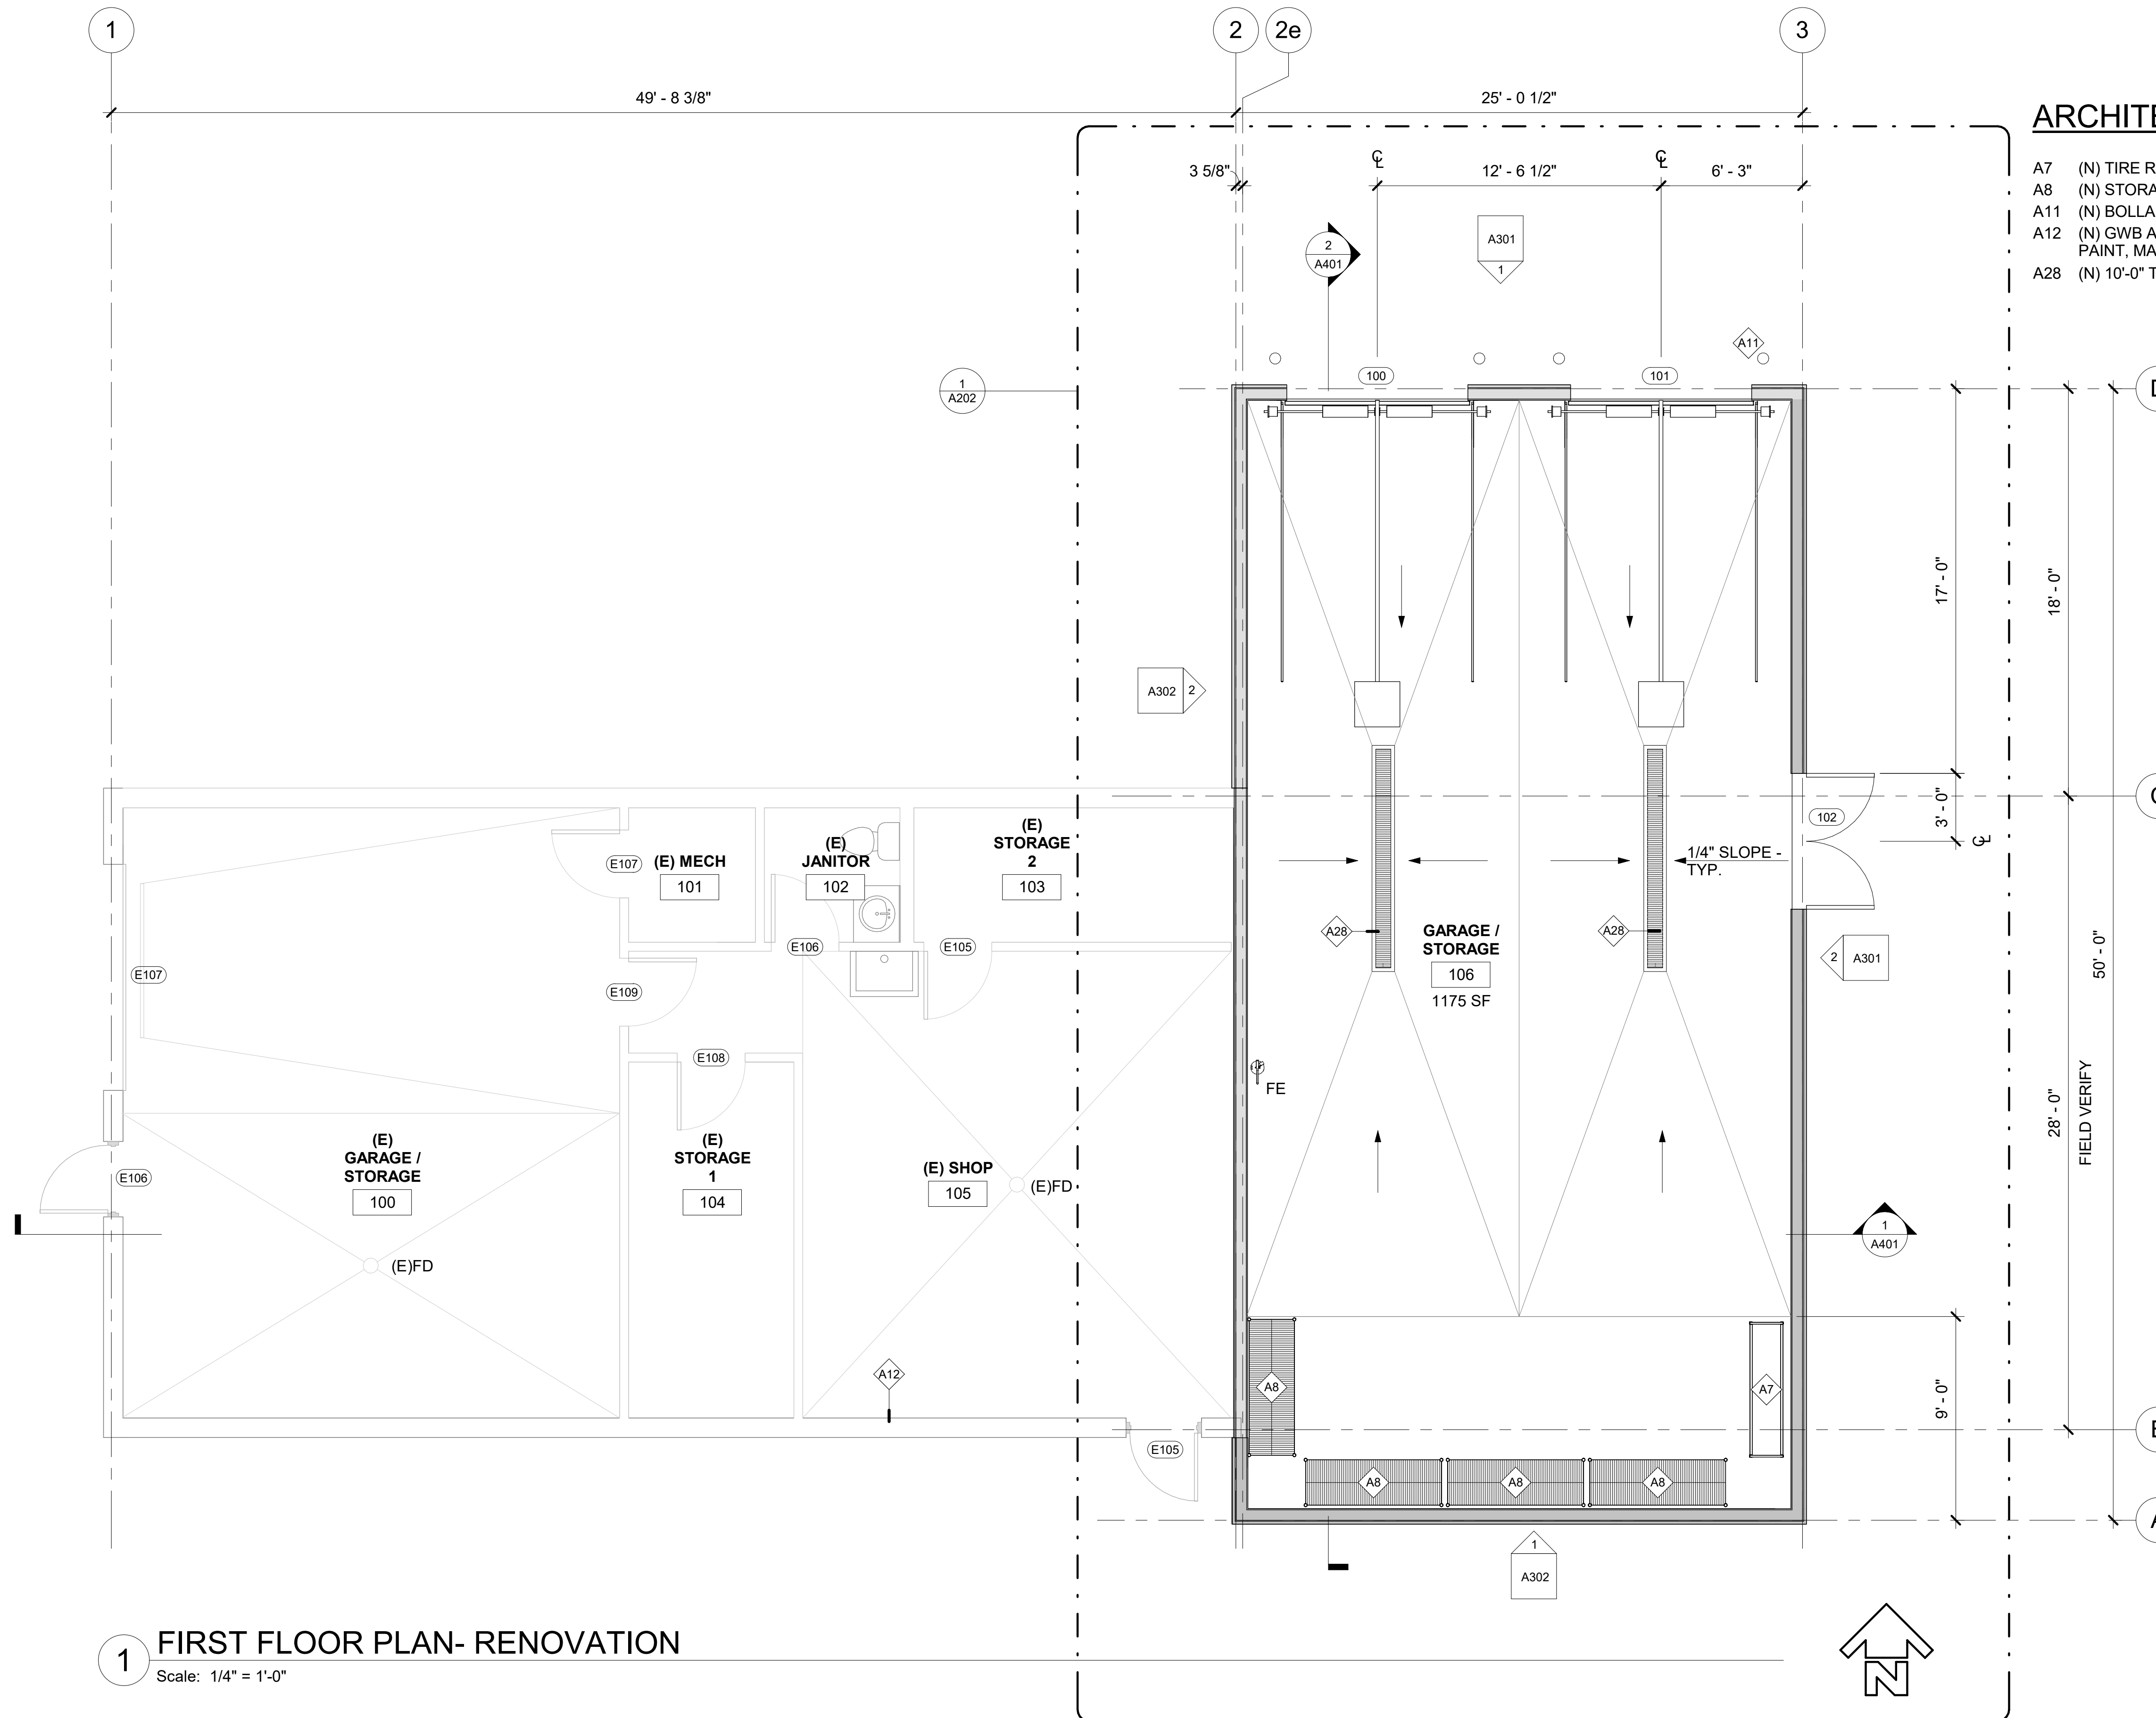 1
2
2e
3
49' - 8 3/8"
25' - 0 1/2"
3 5/8"
12' - 6 1/2"
6' - 3"
2
A401
A301
1
A11
100
101
1
A202
A302
2
17' - 0"
18' - 0"
3' - 0"
102
1/4" SLOPE -
TYP.
A28
A28
GARAGE /
STORAGE
106
1175 SF
2
A301
50' - 0"
28' - 0"
FIELD VERIFY
FE
E107
(E) MECH
101
(E)
JANITOR
102
(E)
STORAGE
2
103
E106
E105
E107
E109
E108
(E)
GARAGE /
STORAGE
100
(E)
STORAGE
1
104
(E) SHOP
105
(E)FD
E106
(E)FD
1
A401
A12
A8
A7
9' - 0"
E105
A8
A8
A8
1
A302
1
FIRST FLOOR PLAN- RENOVATION
Scale: 1/4" = 1'-0"
N
A7 (N) TIRE
A8 (N)
A11 (N)
A12 (N) GWB
PAINT,
A28 (N) 10'-0"